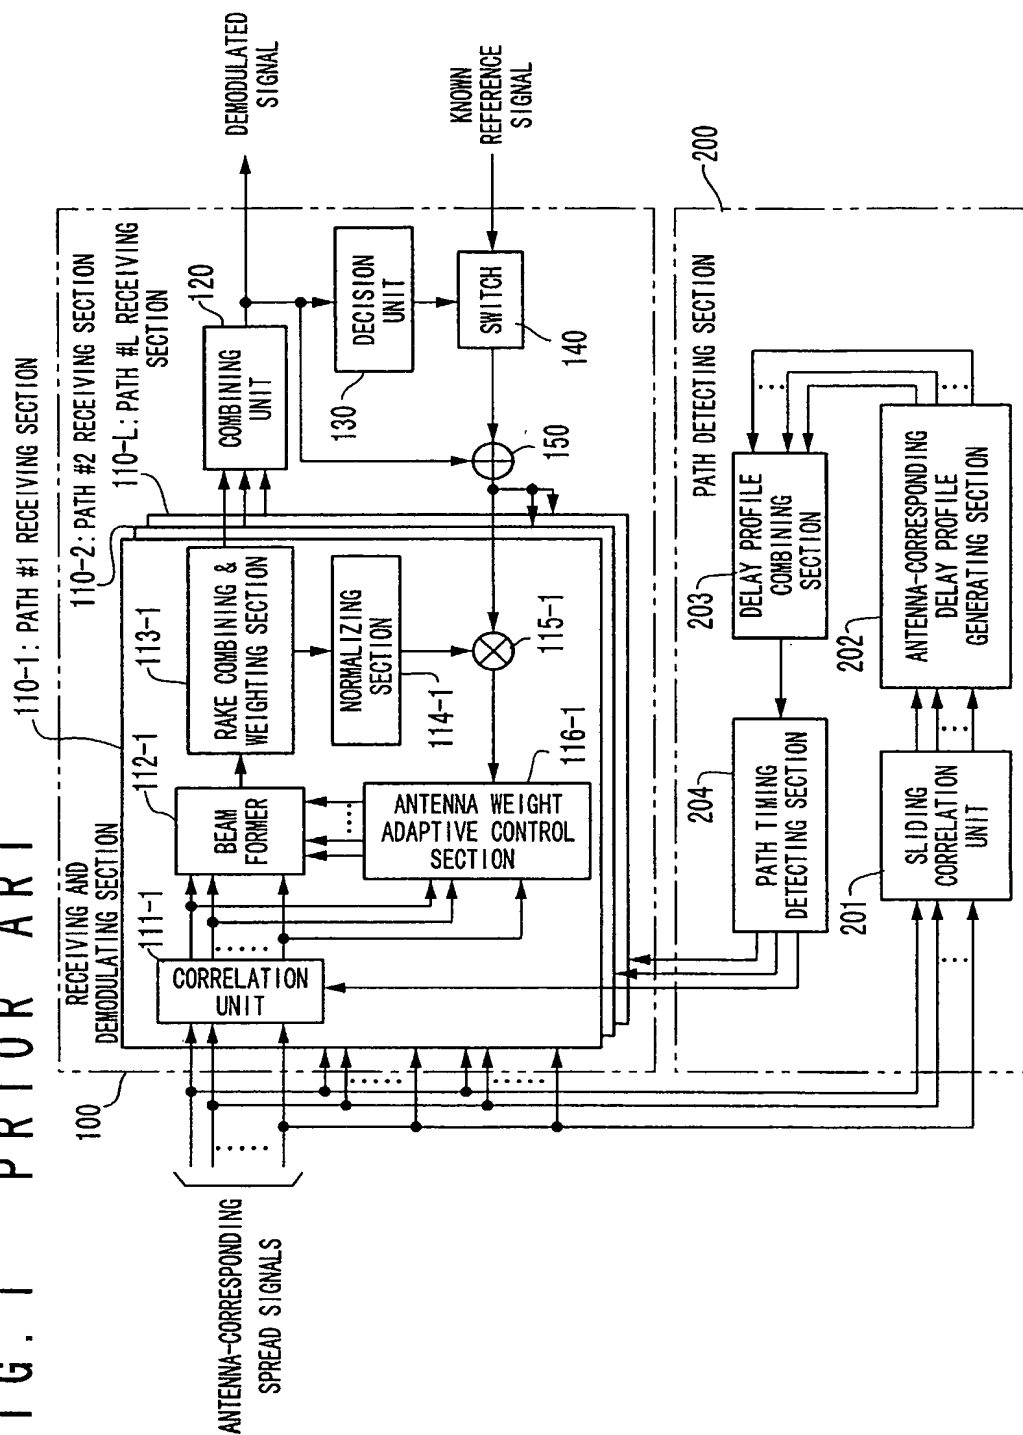 IG.1 PRIOR ART
110-1: PATH #1 RECEIVING SECTION
110-2: PATH #2 RECEIVING SECTION
110-L: PATH #L RECEIVING
SECTION
100
RECEIVING AND
DEMODULATING SECTION
ANTENNA-CORRESPONDING
SPREAD SIGNALS
111-1
CORRELATION
UNIT
112-1
BEAM
FORMER
113-1
RAKE COMBINING &
WEIGHTING SECTION
120
COMBINING
UNIT
DEMODULATED
SIGNAL
NORMALIZING
SECTION
114-1
DECISION
UNIT
130
ANTENNA WEIGHT
ADAPTIVE CONTROL
SECTION
116-1
115-1
150
SWITCH
140
KNOWN
REFERENCE
SIGNAL
PATH DETECTING SECTION
200
204
PATH TIMING
DETECTING SECTION
203
DELAY PROFILE
COMBINING
SECTION
201
SLIDING
CORRELATION
UNIT
202
ANTENNA-CORRESPONDING
DELAY PROFILE
GENERATING SECTION